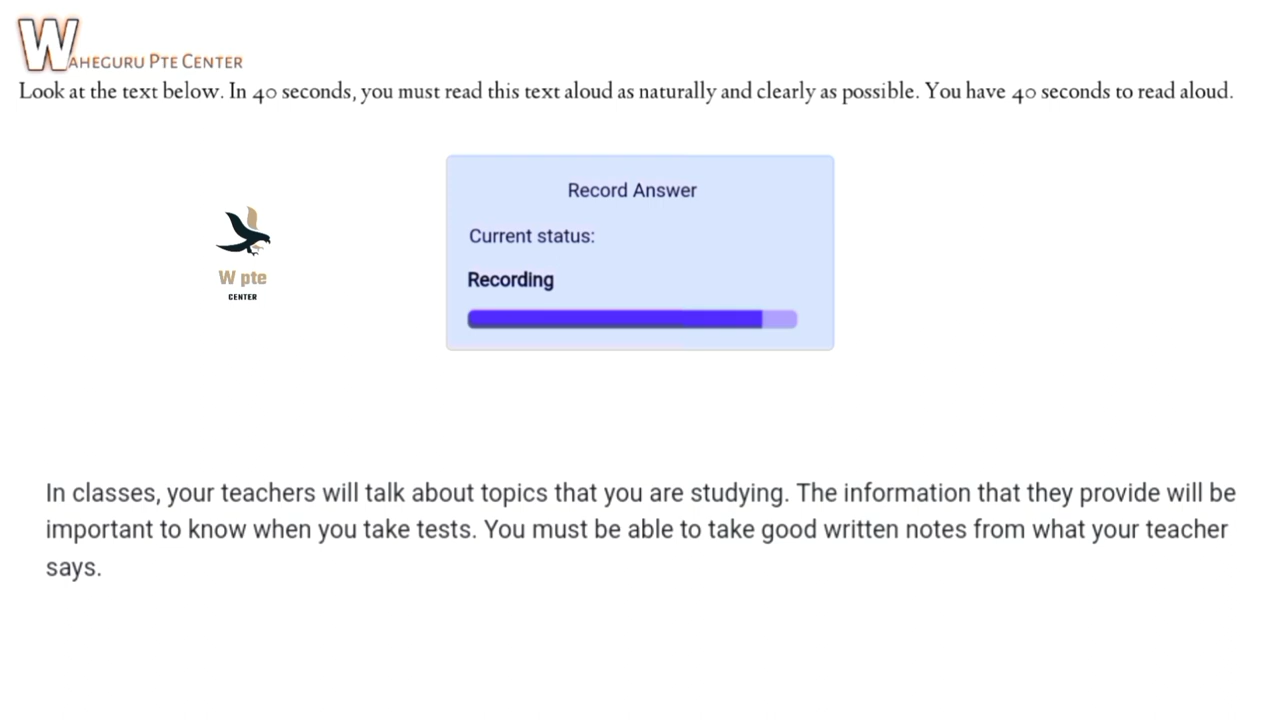 WAHEGURU PTE CENTER
Look at the text below. In 40 seconds, you must read this text aloud as naturally and clearly as possible. You have 40 seconds to read aloud.
Record Answer
Current status:
Recording
W pte
CENTER
In classes, your teachers will talk about topics that you are studying. The information that they provide will be
important to know when you take tests. You must be able to take good written notes from what your teacher
says.